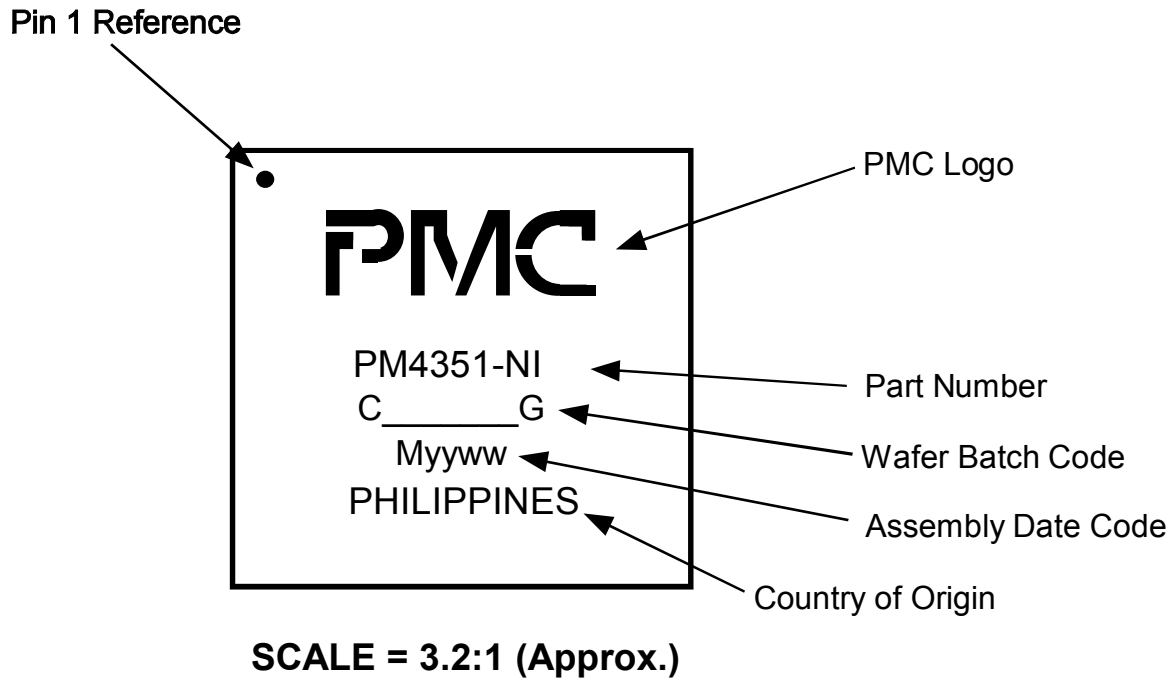 Pin 1 Reference
PMC
PMC Logo
PM4351-NI
Part Number
C_______G
Wafer Batch Code
Myyww
Assembly Date Code
PHILIPPINES
Country of Origin
SCALE = 3.2:1 (Approx.)